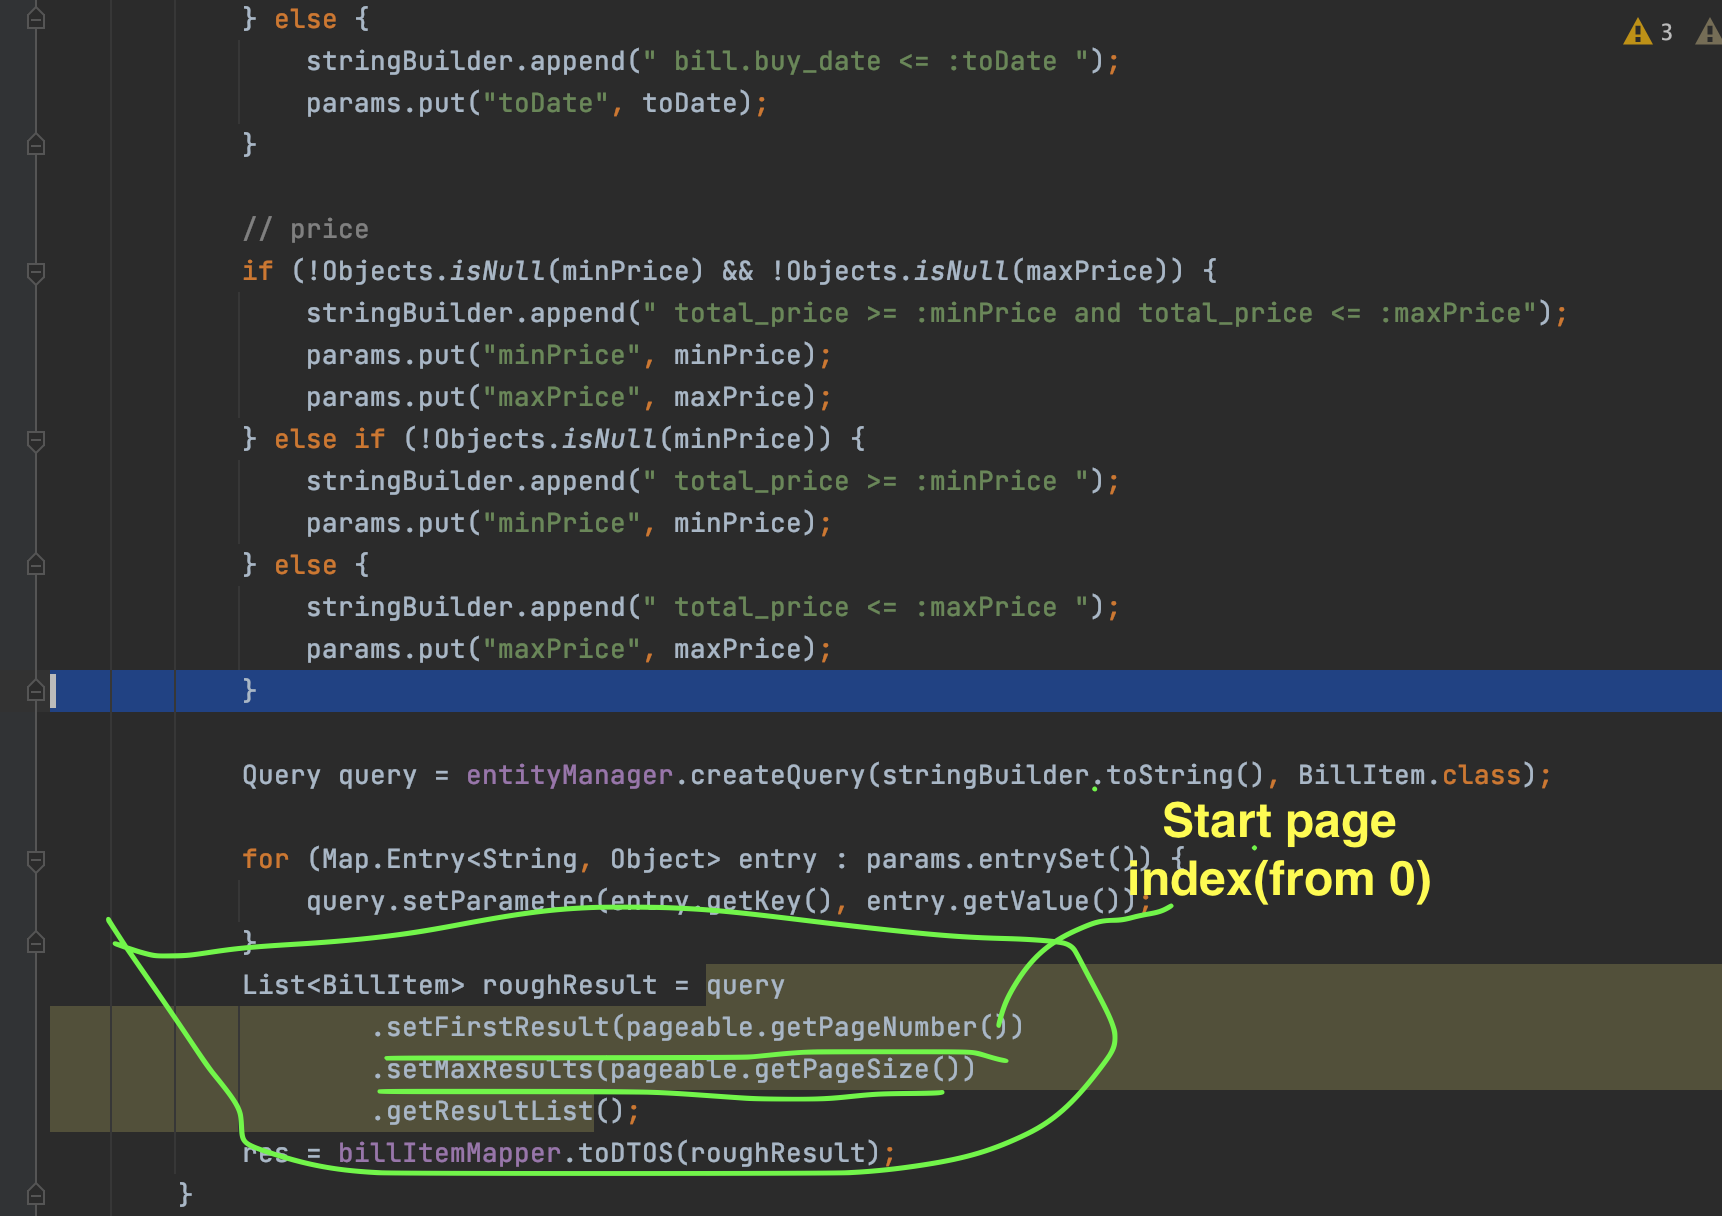 } else {
3
stringBuilder.append(" bill.buy_date <= :toDate ");
params.put("toDate", toDate);
}
// price
if (!Objects.isNull(minPrice) && !Objects.isNull(maxPrice)) {
stringBuilder.append(" total_price >= :minPrice and total_price <= :maxPrice");
params.put("minPrice", minPrice);
params.put("maxPrice", maxPrice);
} else if (!Objects.isNull(minPrice)) {
stringBuilder.append(" total_price >= :minPrice ");
params.put("minPrice", minPrice);
} else {
stringBuilder.append(" total_price <= :maxPrice ");
params.put("maxPrice", maxPrice);
}
Query query = entityManager.createQuery(stringBuilder.toString(), BillItem.class);
Start page
index(from 0)
for (Map.Entry<String, Object> entry : params.entrySet()) {
query.setParameter(entry.getKey(), entry.getValue());
}
List<BillItem> roughResult = query
.setFirstResult(pageable.getPageNumber())
.setMaxResults(pageable.getPageSize())
.getResultList();
res = billItemMapper.toDTOS(roughResult);
}